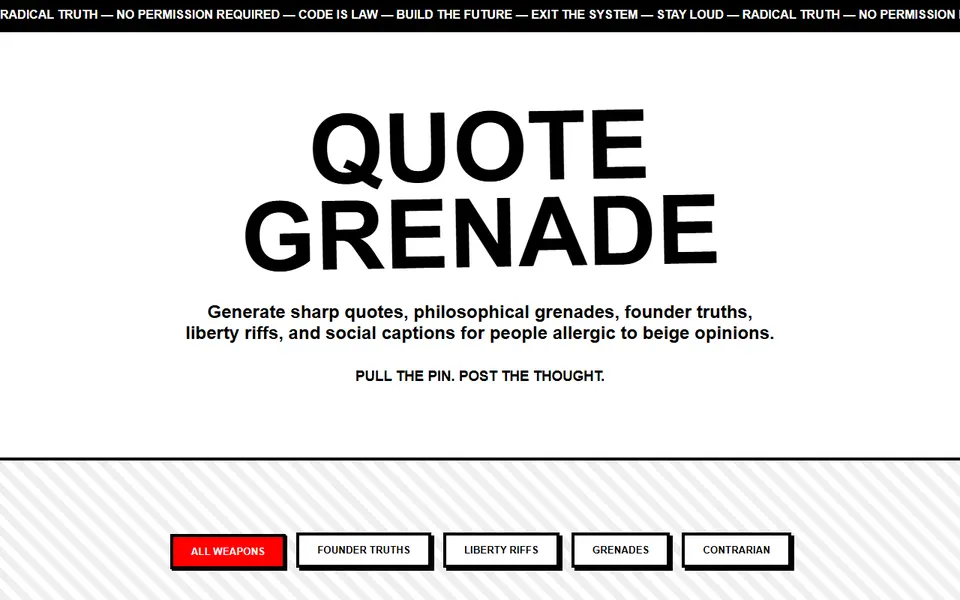 RADICAL TRUTH — NO PERMISSION REQUIRED — CODE IS LAW — BUILD THE FUTURE — EXIT THE SYSTEM — STAY LOUD — RADICAL TRUTH — NO PERMISSION
QUOTE
GRENADE
Generate sharp quotes, philosophical grenades, founder truths,
liberty riffs, and social captions for people allergic to beige opinions.
PULL THE PIN. POST THE THOUGHT.
ALL WEAPONS
FOUNDER TRUTHS
LIBERTY RIFFS
GRENADES
CONTRARIAN